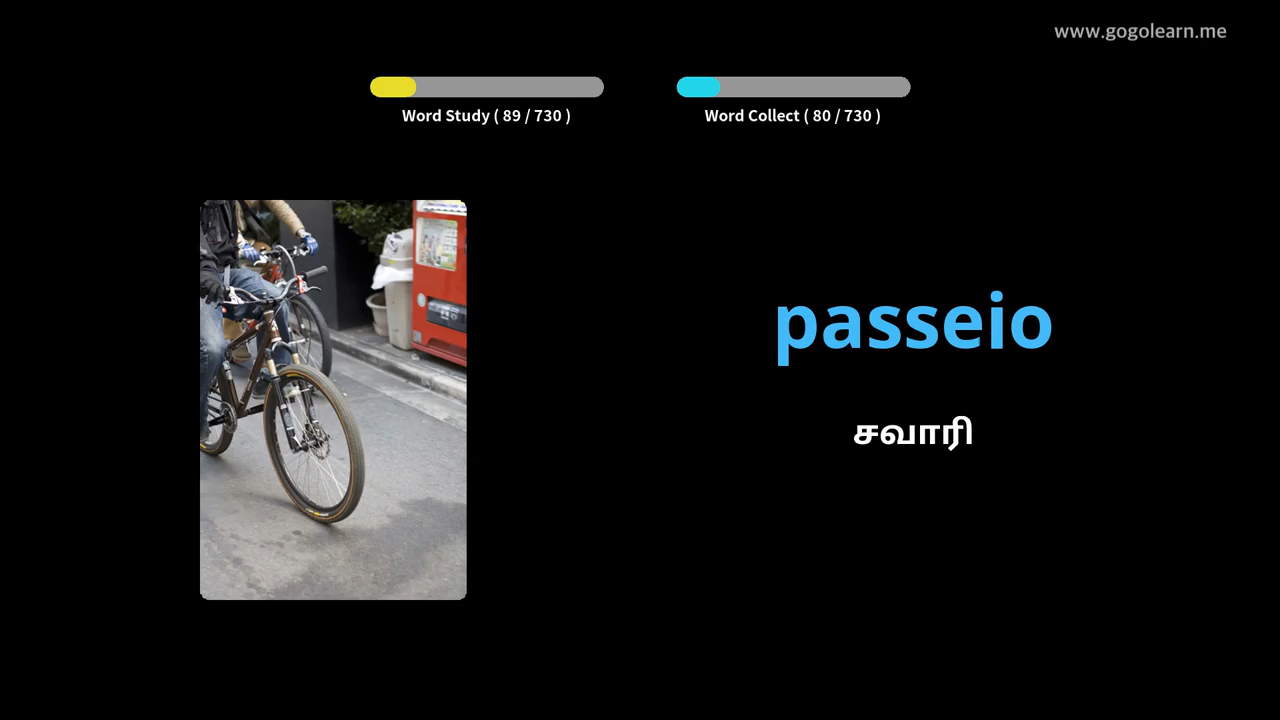 www.gogolearn.me
Word Study ( 89 / 730 )
Word Collect ( 80 / 730 )
passeio
சவாரி